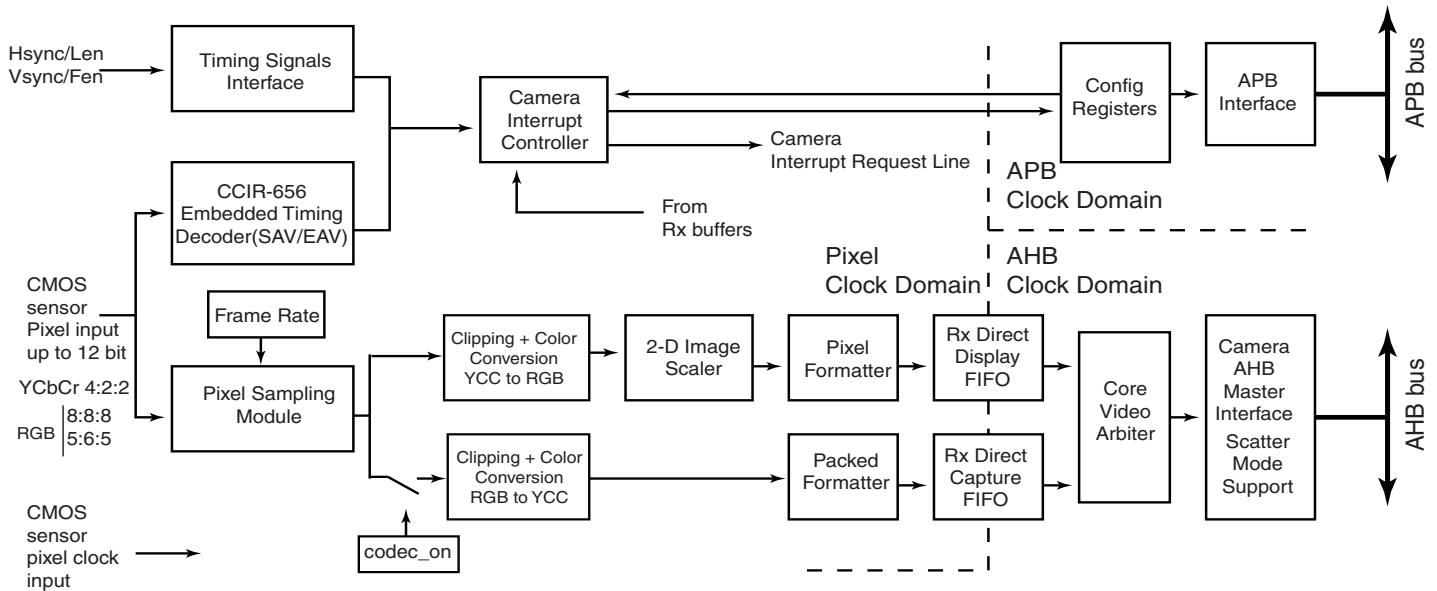 Hsync/Len
Vsync/Fen
Timing Signals
Interface
CCIR-656
Embedded Timing
Decoder(SAV/EAV)
Camera
Interrupt
Controller
Camera
Interrupt Request Line
From
Rx buffers
Config
Registers
APB
Interface
APB bus
APB
Clock Domain
Pixel
Clock Domain
AHB
Clock Domain
CMOS
sensor
Pixel input
up to 12 bit
YCbCr 4:2:2
RGB
8:8:8
5:6:5
Frame Rate
Pixel Sampling
Module
Clipping + Color
Conversion
YCC to RGB
2-D Image
Scaler
Pixel
Formatter
Rx Direct
Display
FIFO
Clipping + Color
Conversion
RGB to YCC
Packed
Formatter
Rx Direct
Capture
FIFO
Core
Video
Arbiter
Camera
AHB
Master
Interface
Scatter
Mode
Support
AHB bus
codec_on
CMOS
sensor
pixel clock
input